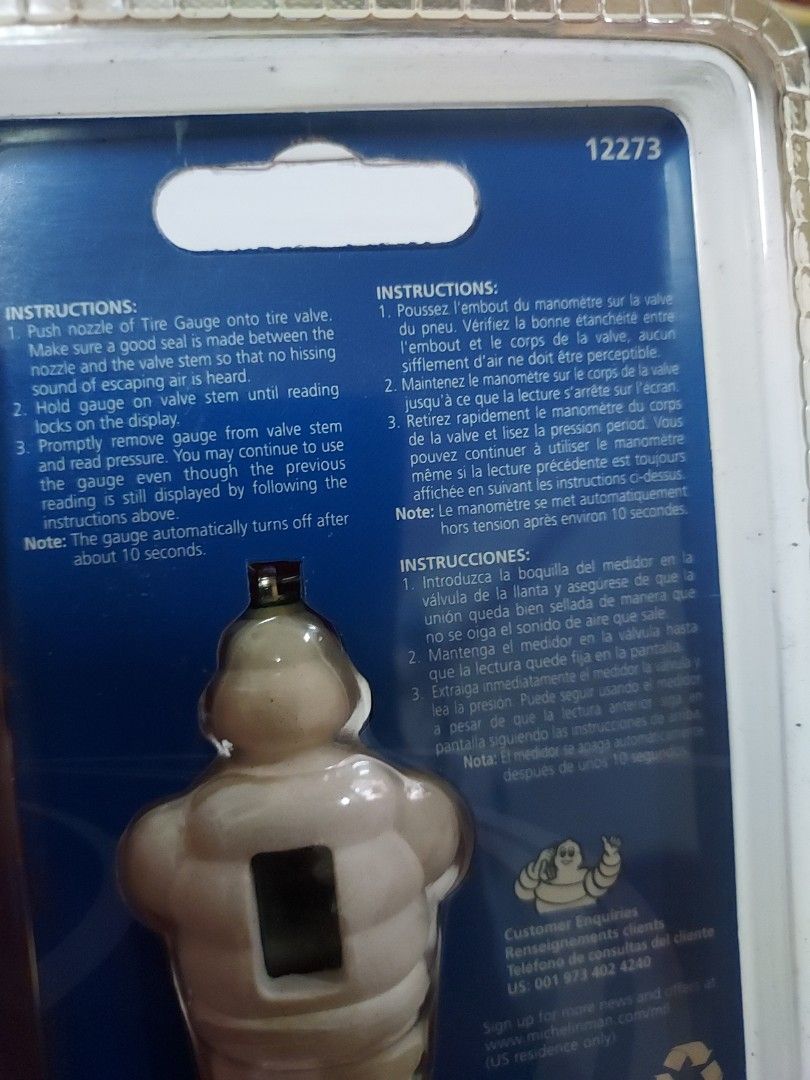 12273
INSTRUCTIONS:
1. Push nozzle of Tire Gauge onto tire valve.
Make sure a good seal is made between the
nozzle and the valve stem so that no hissing
sound of escaping air is heard.
2. Hold gauge on valve stem until reading
locks on the display.
3. Promptly remove gauge from valve stem
and read pressure. You may continue to use
the gauge even though the previous
reading is still displayed by following the
instructions above.
Note: The gauge automatically turns off after
about 10 seconds.
INSTRUCTIONS:
1. Poussez l'embout du manomètre sur la valve
du pneu. Vérifiez la bonne étanchéité entre
l'embout et le corps de la valve, aucun
sifflement d'air ne doit être perceptible.
2. Maintenez le manomètre sur le corps de la valve
jusqu'à ce que la lecture s'arrête sur l'écran.
3. Retirez rapidement le manomètre du corps
de la valve et lisez la pression period. Vous
pouvez continuer à utiliser le manomètre
même si la lecture précédente est toujours
affichée en suivant les instructions ci-dessus.
Note: Le manomètre se met automatiquement
hors tension après environ 10 secondes.
INSTRUCCIONES:
1. Introduzca la boquilla del medidor en la
válvula de la llanta y asegúrese de que la
unión queda bien sellada de manera que
no se oiga el sonido de aire que sale.
2. Mantenga el medidor en la válvula hasta
que la lectura quede fija en la pantalla.
3. Extraiga inmediatamente el medidor la válvula y
lea la presión. Puede seguir usando el medidor
a pesar de que la lectura anterior siga en
pantalla siguiendo las instrucciones de arriba.
Nota: El medidor se apaga automáticamente
después de unos 10 segundos.
Customer Enquiries
Renseignements clients
Teléfono de consultas del cliente
US: 001 973 402 4240
Sign up for more news and offers at
www.michelinman.com/mti
(US residence only)